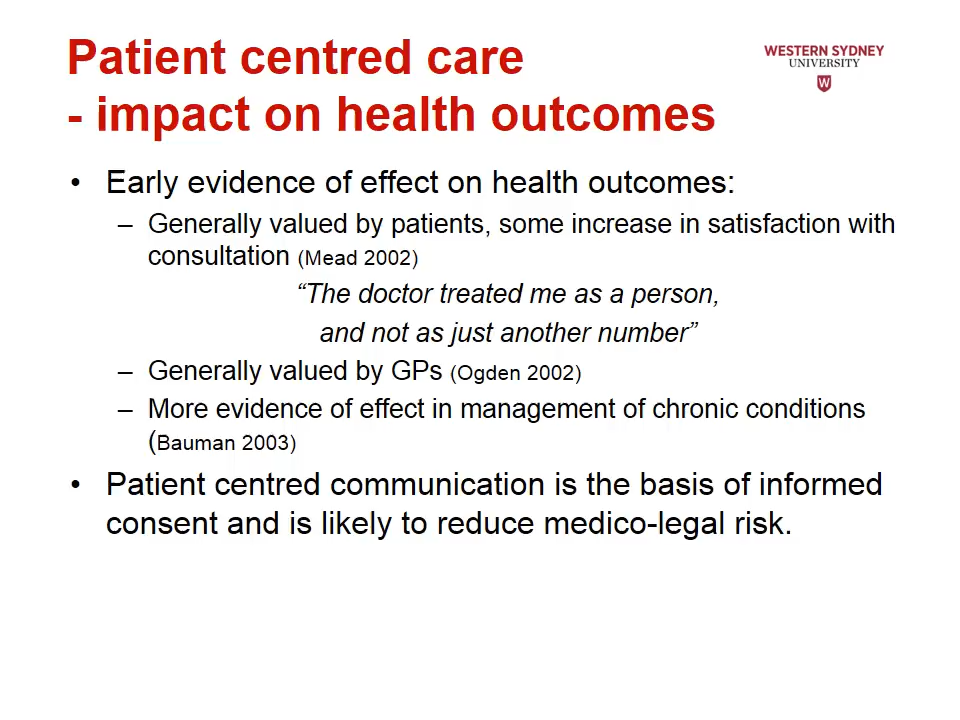 Patient centred care
- impact on health outcomes
WESTERN SYDNEY
UNIVERSITY
W
• Early evidence of effect on health outcomes:
– Generally valued by patients, some increase in satisfaction with
consultation (Mead 2002)
“The doctor treated me as a person,
and not as just another number”
– Generally valued by GPs (Ogden 2002)
– More evidence of effect in management of chronic conditions
(Bauman 2003)
• Patient centred communication is the basis of informed
consent and is likely to reduce medico-legal risk.